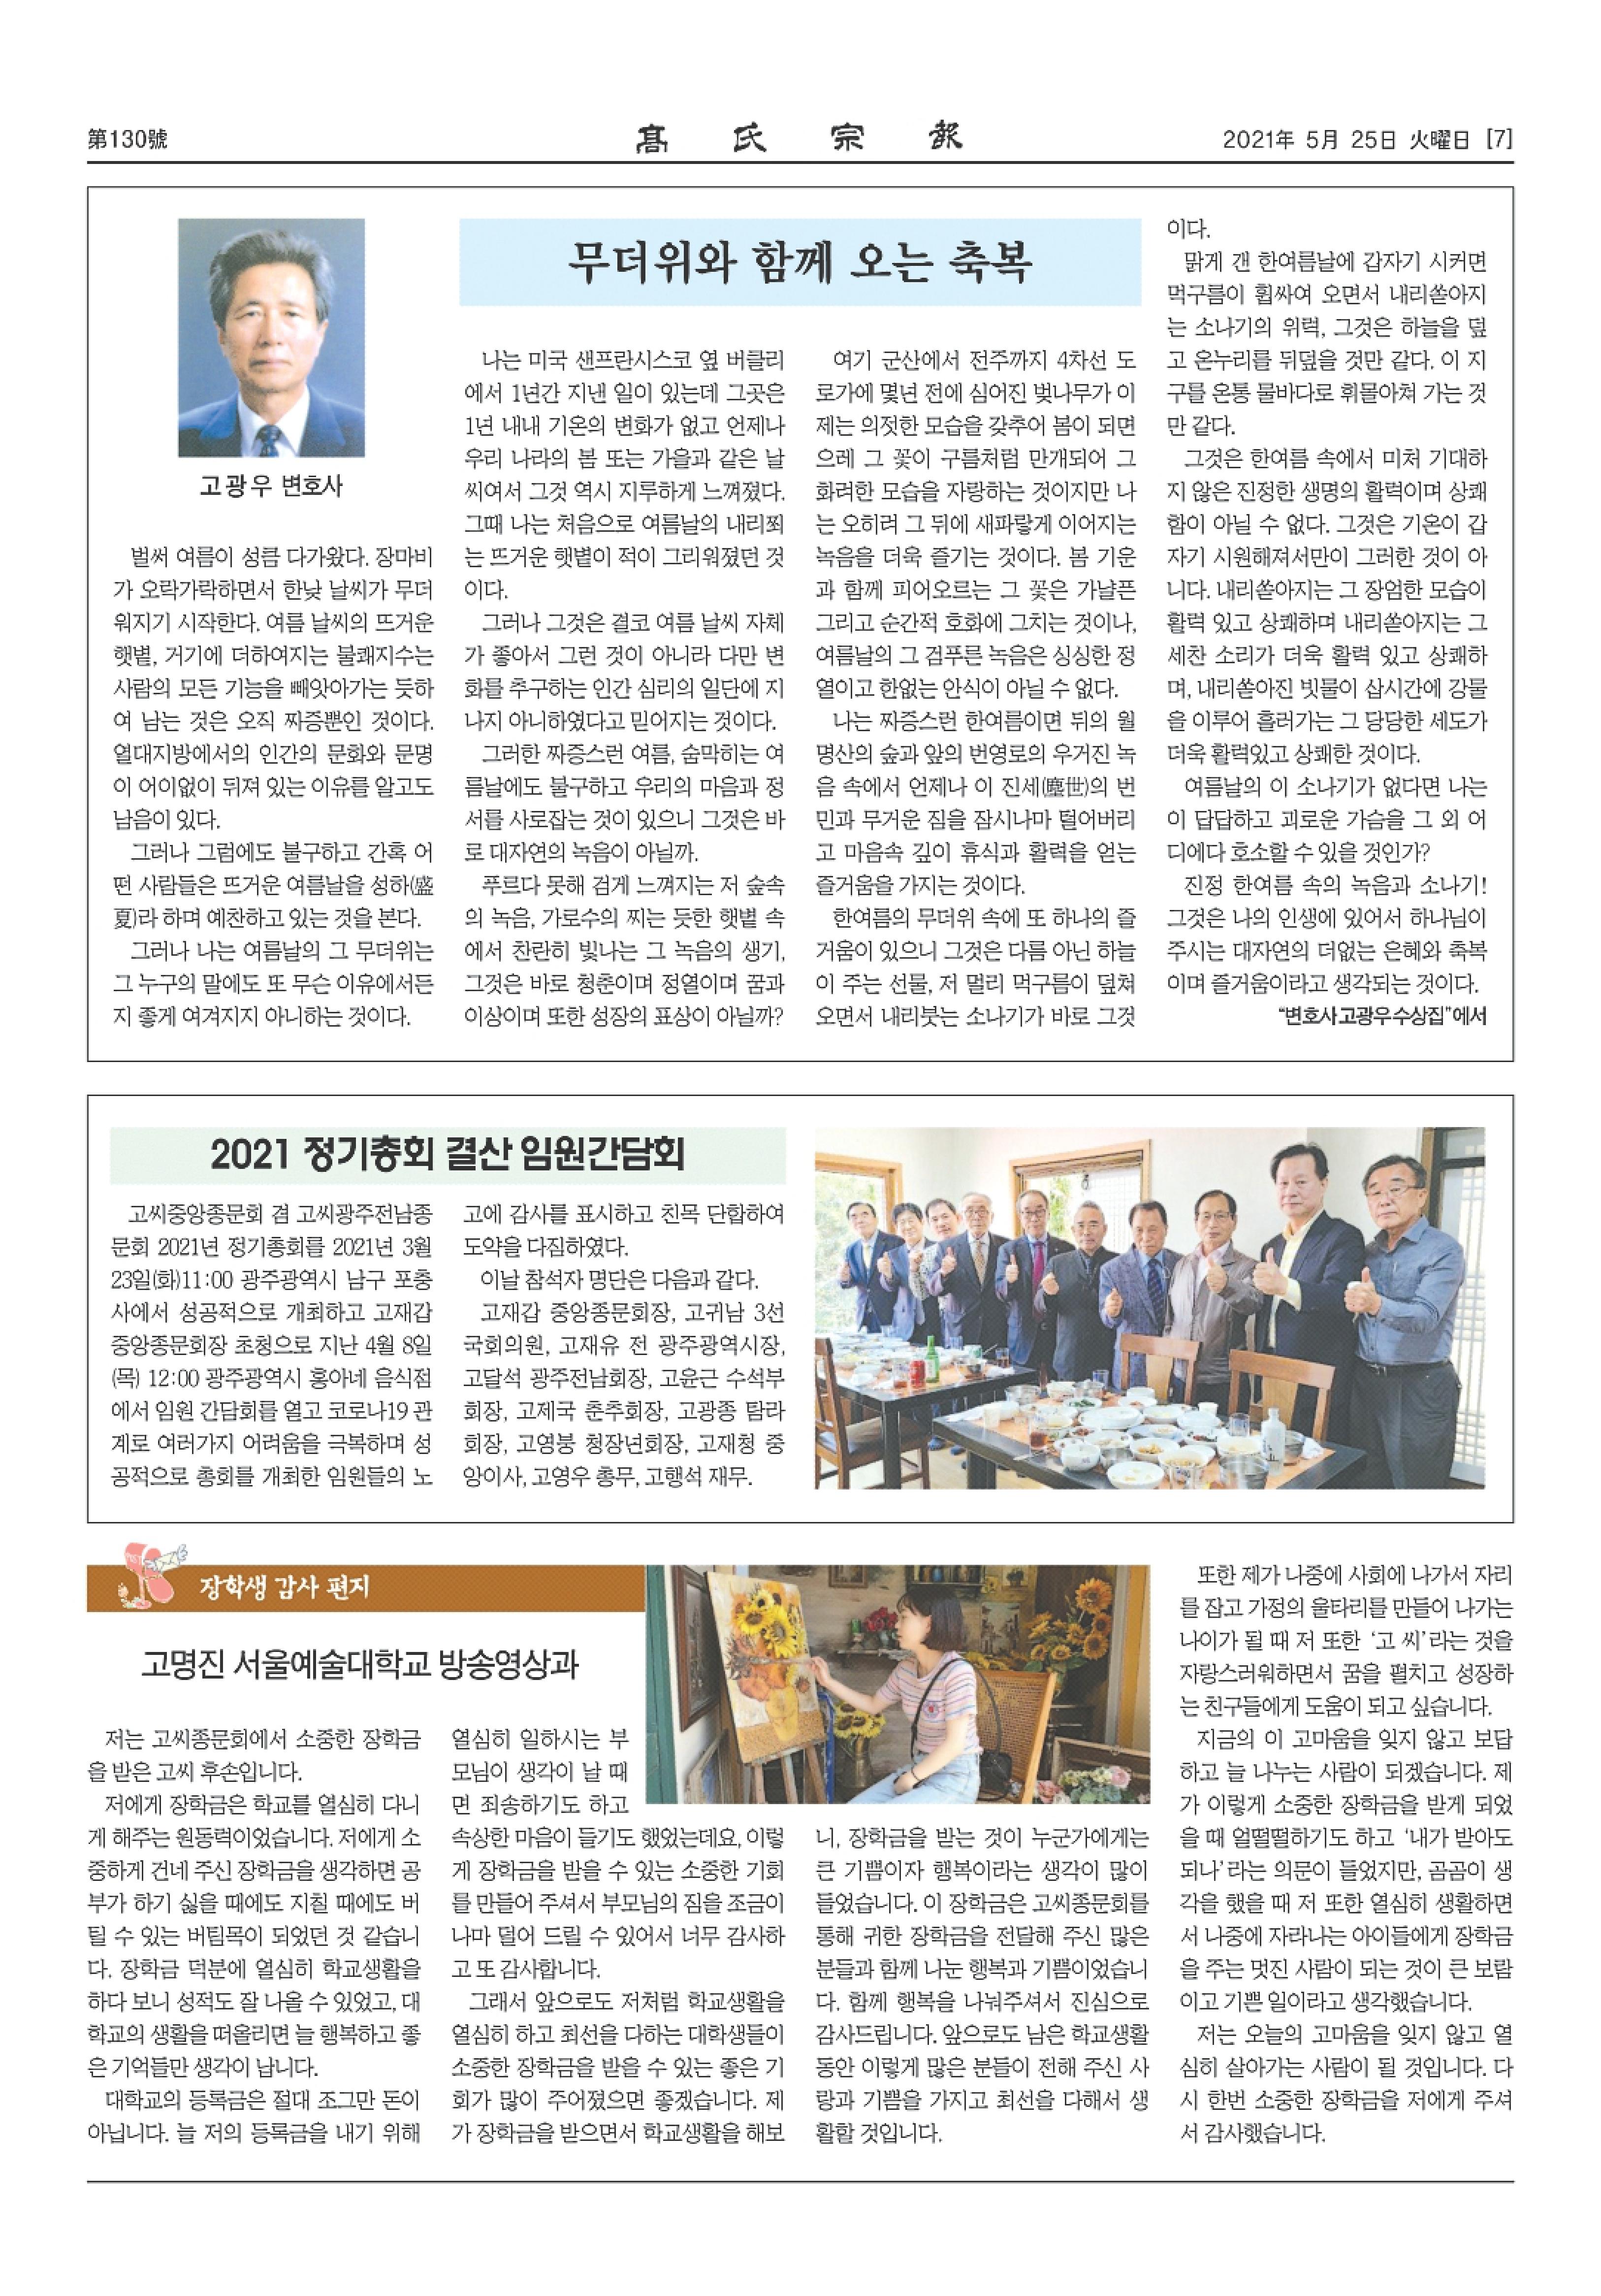 第130號
髙氏宗報
2021年 5月 25日 火曜日 [7]
무더위와 함께 오는 축복
고광우 변호사
벌써 여름이 성큼 다가왔다. 장마비
가 오락가락하면서 한낮 날씨가 무더
워지기 시작한다. 여름 날씨의 뜨거운
햇볕, 거기에 더하여지는 불쾌지수는
사람의 모든 기능을 빼앗아가는 듯하
여 남는 것은 오직 짜증뿐인 것이다.
열대지방에서의 인간의 문화와 문명
이 어이없이 뒤져 있는 이유를 알고도
남음이 있다.
그러나 그럼에도 불구하고 간혹 어
떤 사람들은 뜨거운 여름날을 성하(盛
夏)라 하며 예찬하고 있는 것을 본다.
그러나 나는 여름날의 그 무더위는
그 누구의 말에도 또 무슨 이유에서든
지 좋게 여겨지지 아니하는 것이다.
나는 미국 샌프란시스코 옆 버클리
에서 1년간 지낸 일이 있는데 그곳은
1년 내내 기온의 변화가 없고 언제나
우리 나라의 봄 또는 가을과 같은 날
씨여서 그것 역시 지루하게 느껴졌다.
그때 나는 처음으로 여름날의 내리쬐
는 뜨거운 햇볕이 적이 그리워졌던 것
이다.
그러나 그것은 결코 여름 날씨 자체
가 좋아서 그런 것이 아니라 다만 변
화를 추구하는 인간 심리의 일단에 지
나지 아니하였다고 믿어지는 것이다.
그러한 짜증스런 여름, 숨막히는 여
름날에도 불구하고 우리의 마음과 정
서를 사로잡는 것이 있으니 그것은 바
로 대자연의 녹음이 아닐까.
푸르다 못해 검게 느껴지는 저 숲속
의 녹음, 가로수의 찌는 듯한 햇볕 속
에서 찬란히 빛나는 그 녹음의 생기,
그것은 바로 청춘이며 정열이며 꿈과
이상이며 또한 성장의 표상이 아닐까?
여기 군산에서 전주까지 4차선 도
로가에 몇년 전에 심어진 벚나무가 이
제는 의젓한 모습을 갖추어 봄이 되면
으레 그 꽃이 구름처럼 만개되어 그
화려한 모습을 자랑하는 것이지만 나
는 오히려 그 뒤에 새파랗게 이어지는
녹음을 더욱 즐기는 것이다. 봄 기운
과 함께 피어오르는 그 꽃은 가냘픈
그리고 순간적 호화에 그치는 것이나,
여름날의 그 검푸른 녹음은 싱싱한 정
열이고 한없는 안식이 아닐 수 없다.
나는 짜증스런 한여름이면 뒤의 월
명산의 숲과 앞의 번영로의 우거진 녹
음 속에서 언제나 이 진세(塵世)의 번
민과 무거운 짐을 잠시나마 털어버리
고 마음속 깊이 휴식과 활력을 얻는
즐거움을 가지는 것이다.
한여름의 무더위 속에 또 하나의 즐
거움이 있으니 그것은 다름 아닌 하늘
이 주는 선물, 저 멀리 먹구름이 덮쳐
오면서 내리붓는 소나기가 바로 그것
이다.
맑게 갠 한여름날에 갑자기 시커면
먹구름이 휩싸여 오면서 내리쏟아지
는 소나기의 위력, 그것은 하늘을 덮
고 온누리를 뒤덮을 것만 같다. 이 지
구를 온통 물바다로 휘몰아쳐 가는 것
만 같다.
그것은 한여름 속에서 미처 기대하
지 않은 진정한 생명의 활력이며 상쾌
함이 아닐 수 없다. 그것은 기온이 갑
자기 시원해져서만이 그러한 것이 아
니다. 내리쏟아지는 그 장엄한 모습이
활력 있고 상쾌하며 내리쏟아지는 그
세찬 소리가 더욱 활력 있고 상쾌하
며, 내리쏟아진 빗물이 삽시간에 강물
을 이루어 흘러가는 그 당당한 세도가
더욱 활력있고 상쾌한 것이다.
여름날의 이 소나기가 없다면 나는
이 답답하고 괴로운 가슴을 그 외 어
디에다 호소할 수 있을 것인가?
진정 한여름 속의 녹음과 소나기!
그것은 나의 인생에 있어서 하나님이
주시는 대자연의 더없는 은혜와 축복
이며 즐거움이라고 생각되는 것이다.
“변호사고광우수상집”에서
2021 정기총회 결산 임원간담회
고씨중앙종문회 겸 고씨광주전남종
문회 2021년 정기총회를 2021년 3월
23일(화)11:00 광주광역시 남구 포충
사에서 성공적으로 개최하고 고재갑
중앙종문회장 초청으로 지난 4월 8일
(목) 12:00 광주광역시 홍아네 음식점
에서 임원 간담회를 열고 코로나19 관
계로 여러가지 어려움을 극복하며 성
공적으로 총회를 개최한 임원들의 노
고에 감사를 표시하고 친목 단합하여
도약을 다짐하였다.
이날 참석자 명단은 다음과 같다.
고재갑 중앙종문회장, 고귀남 3선
국회의원, 고재유 전 광주광역시장,
고달석 광주전남회장, 고윤근 수석부
회장, 고제국 춘추회장, 고광종 탐라
회장, 고영붕 청장년회장, 고재청 중
앙이사, 고영우 총무, 고행석 재무.
장학생 감사 편지
고명진 서울예술대학교 방송영상과
저는 고씨종문회에서 소중한 장학금
을 받은 고씨 후손입니다.
저에게 장학금은 학교를 열심히 다니
게 해주는 원동력이었습니다. 저에게 소
중하게 건네 주신 장학금을 생각하면 공
부가 하기 싫을 때에도 지칠 때에도 버
틸 수 있는 버팀목이 되었던 것 같습니
다. 장학금 덕분에 열심히 학교생활을
하다 보니 성적도 잘 나올 수 있었고, 대
학교의 생활을 떠올리면 늘 행복하고 좋
은 기억들만 생각이 납니다.
대학교의 등록금은 절대 조그만 돈이
아닙니다. 늘 저의 등록금을 내기 위해
열심히 일하시는 부
모님이 생각이 날 때
면 죄송하기도 하고
속상한 마음이 들기도 했었는데요, 이렇
게 장학금을 받을 수 있는 소중한 기회
를 만들어 주셔서 부모님의 짐을 조금이
나마 덜어 드릴 수 있어서 너무 감사하
고 또 감사합니다.
그래서 앞으로도 저처럼 학교생활을
열심히 하고 최선을 다하는 대학생들이
소중한 장학금을 받을 수 있는 좋은 기
회가 많이 주어졌으면 좋겠습니다. 제
가 장학금을 받으면서 학교생활을 해보
니, 장학금을 받는 것이 누군가에게는
큰 기쁨이자 행복이라는 생각이 많이
들었습니다. 이 장학금은 고씨종문회를
통해 귀한 장학금을 전달해 주신 많은
분들과 함께 나눈 행복과 기쁨이었습니
다. 함께 행복을 나눠주셔서 진심으로
감사드립니다. 앞으로도 남은 학교생활
동안 이렇게 많은 분들이 전해 주신 사
랑과 기쁨을 가지고 최선을 다해서 생
활할 것입니다.
또한 제가 나중에 사회에 나가서 자리
를 잡고 가정의 울타리를 만들어 나가는
나이가 될 때 저 또한 ‘고 씨’라는 것을
자랑스러워하면서 꿈을 펼치고 성장하
는 친구들에게 도움이 되고 싶습니다.
지금의 이 고마움을 잊지 않고 보답
하고 늘 나누는 사람이 되겠습니다. 제
가 이렇게 소중한 장학금을 받게 되었
을 때 얼떨떨하기도 하고 ‘내가 받아도
되나’라는 의문이 들었지만, 곰곰이 생
각을 했을 때 저 또한 열심히 생활하면
서 나중에 자라나는 아이들에게 장학금
을 주는 멋진 사람이 되는 것이 큰 보람
이고 기쁜 일이라고 생각했습니다.
저는 오늘의 고마움을 잊지 않고 열
심히 살아가는 사람이 될 것입니다. 다
시 한번 소중한 장학금을 저에게 주셔
서 감사했습니다.